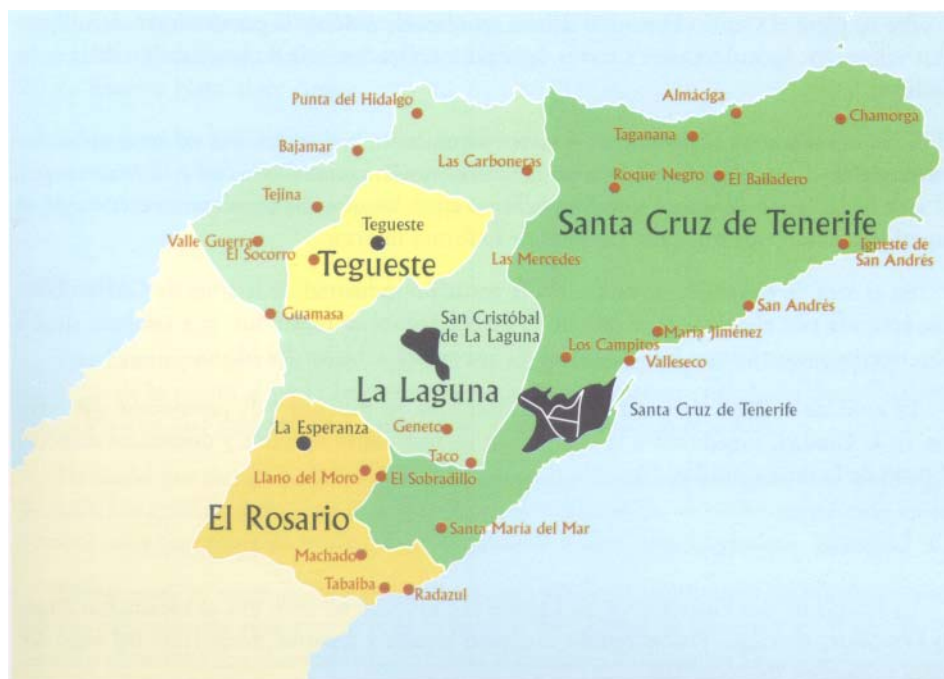 Punta del Hidalgo
Almáciga
Chamorga
Taganana
Bajamar
Las Carboneras
Roque Negro
El Bailadero
Tejina
Santa Cruz de Tenerife
Tegueste
Valle Guerra
El Socorro
Tegueste
Las Mercedes
Igueste de
San Andrés
Guamasa
San Cristóbal
de La Laguna
San Andrés
María Jiménez
Los Campitos
Valleseco
La Laguna
Santa Cruz de Tenerife
La Esperanza
Geneto
Taco
Llano del Moro
El Sobradillo
El Rosario
Santa María del Mar
Machado
Tabaiba
Radazul